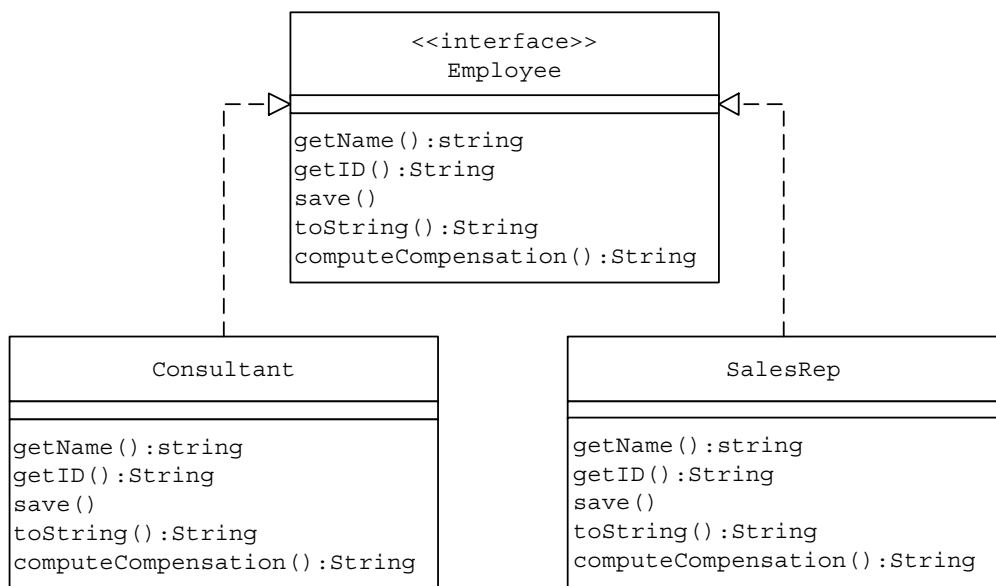 <<interface>>
Employee
getName():string
getID():String
save()
toString():String
computeCompensation():String
Consultant
getName():string
getID():String
save()
toString():String
computeCompensation():String
SalesRep
getName():string
getID():String
save()
toString():String
computeCompensation():String